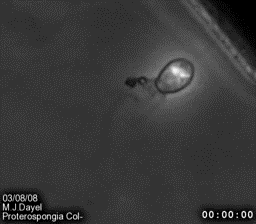 03/08/08
M.J Dayel
Proterospongia Col-
00:00:00